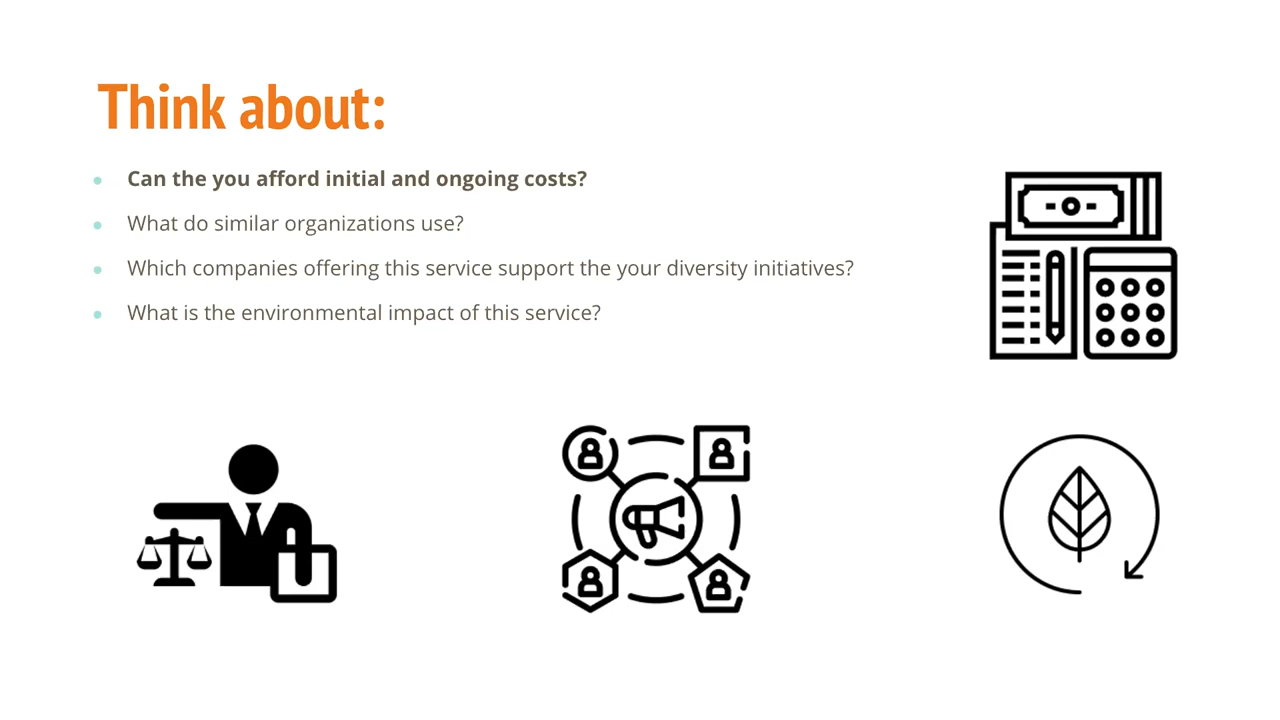 Think about:
Can the you afford initial and ongoing costs?
What do similar organizations use?
Which companies offering this service support the your diversity initiatives?
What is the environmental impact of this service?